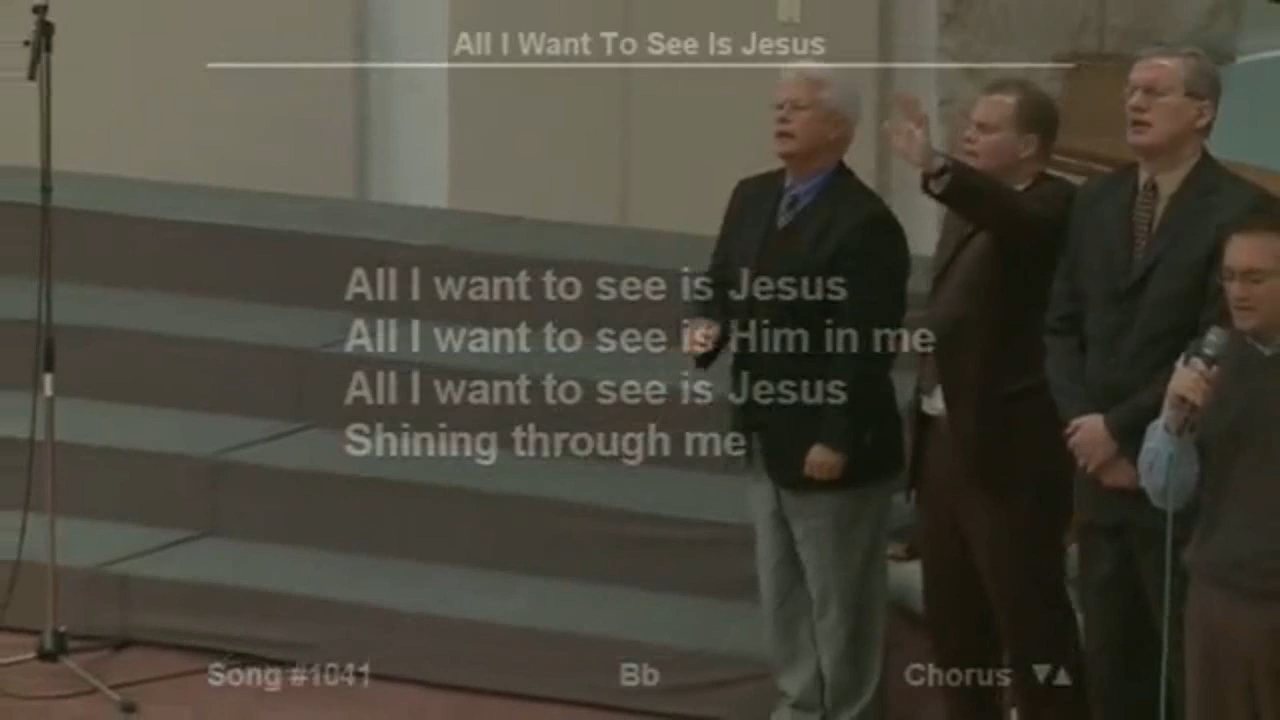 All I Want To See Is Jesus
All I want to see is Jesus
All I want to see is Him in me
All I want to see is Jesus
Shining through me
Song #1041
Bb
Chorus ▼▲